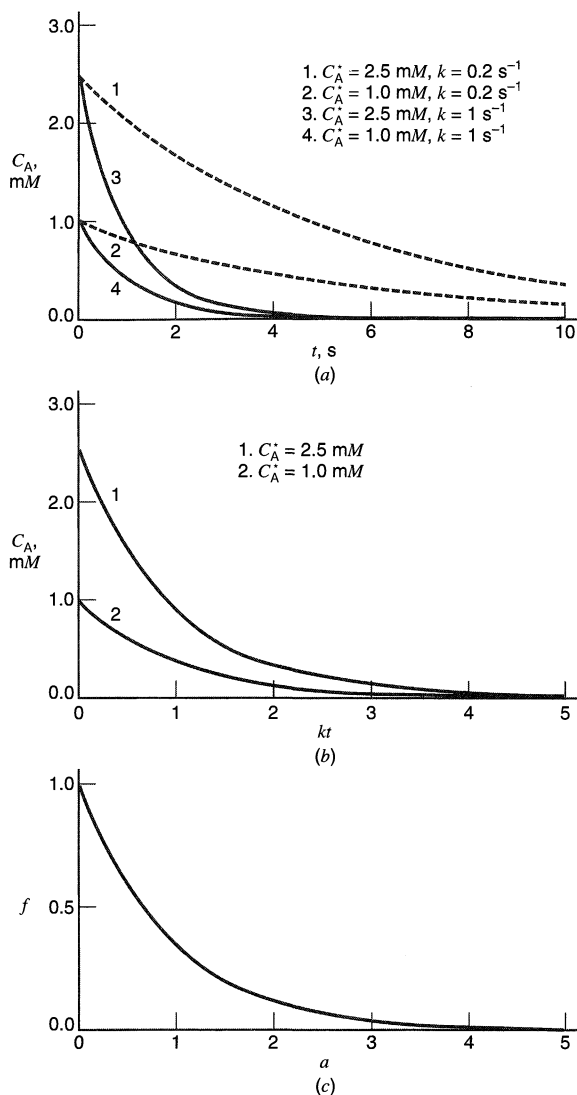 3.0
1. C*A = 2.5 mM, k = 0.2 s−1
2. C*A = 1.0 mM, k = 0.2 s−1
3. C*A = 2.5 mM, k = 1 s−1
4. C*A = 1.0 mM, k = 1 s−1
1
2.0
CA,
mM
3
1.0
2
4
0.0
0 2 4 6 8 10
t, s
(a)
3.0
1. C*A = 2.5 mM
2. C*A = 1.0 mM
1
2.0
CA,
mM
1.0
2
0.0
0 1 2 3 4 5
kt
(b)
1.0
f
0.5
0.0
0 1 2 3 4 5
a
(c)